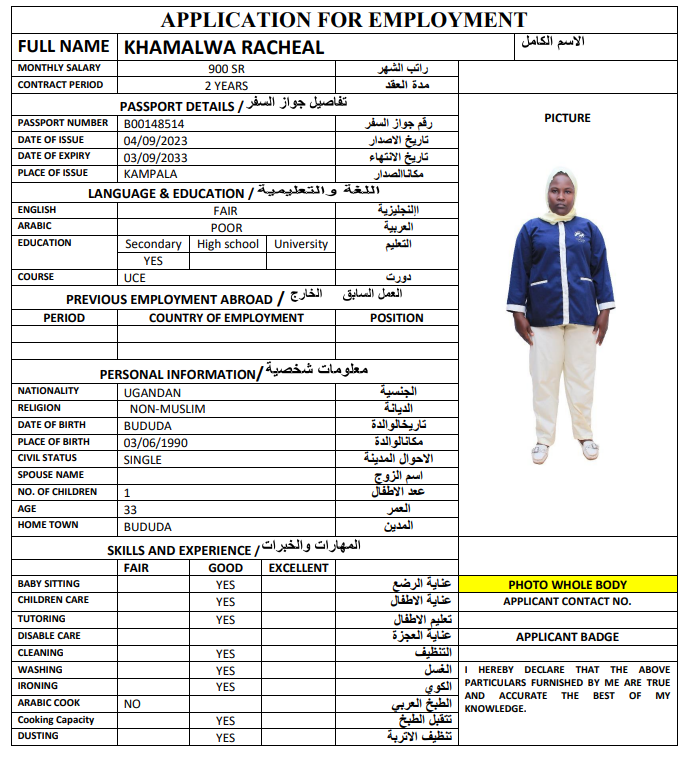 APPLICATION FOR EMPLOYMENT
FULL NAME KHAMALWA RACHEAL الاسم الكامل
MONTHLY SALARY 900 SR راتب الشهر
CONTRACT PERIOD 2 YEARS مدة العقد
PASSPORT DETAILS / تفاصيل جواز السفر
PICTURE
PASSPORT NUMBER B00148514 رقم جواز السفر
DATE OF ISSUE 04/09/2023 تاريخ الاصدار
DATE OF EXPIRY 03/09/2033 تاريخ الانتهاء
PLACE OF ISSUE KAMPALA مكاناالصدار
LANGUAGE & EDUCATION / اللغة والتعليمية
ENGLISH FAIR اإلنجليزية
ARABIC POOR العربية
EDUCATION Secondary High school University التعليم
YES
COURSE UCE دورت
PREVIOUS EMPLOYMENT ABROAD / العمل السابق الخارج
PERIOD COUNTRY OF EMPLOYMENT POSITION
PERSONAL INFORMATION/ معلومات شخصية
NATIONALITY UGANDAN الجنسية
RELIGION NON-MUSLIM الديانة
DATE OF BIRTH BUDUDA تاريخالوالدة
PLACE OF BIRTH 03/06/1990 مكانالوالدة
CIVIL STATUS SINGLE الاحوال المدينة
SPOUSE NAME اسم الزوج
NO. OF CHILDREN 1 عدد الاطفال
AGE 33 العمر
HOME TOWN BUDUDA المدين
SKILLS AND EXPERIENCE / المهارات والخبرات
FAIR GOOD EXCELLENT
BABY SITTING YES عناية الرضع
PHOTO WHOLE BODY
CHILDREN CARE YES عناية الاطفال
APPLICANT CONTACT NO.
TUTORING YES تعليم الاطفال
DISABLE CARE عناية العجزة
APPLICANT BADGE
CLEANING YES التنظيف
WASHING YES الغسل
IRONING YES الكوي
ARABIC COOK NO الطبخ العربي
Cooking Capacity YES تتقبل الطبخ
DUSTING YES تنظيف الاتربة
I HEREBY DECLARE THAT THE ABOVE
PARTICULARS FURNISHED BY ME ARE TRUE
AND ACCURATE THE BEST OF MY
KNOWLEDGE.